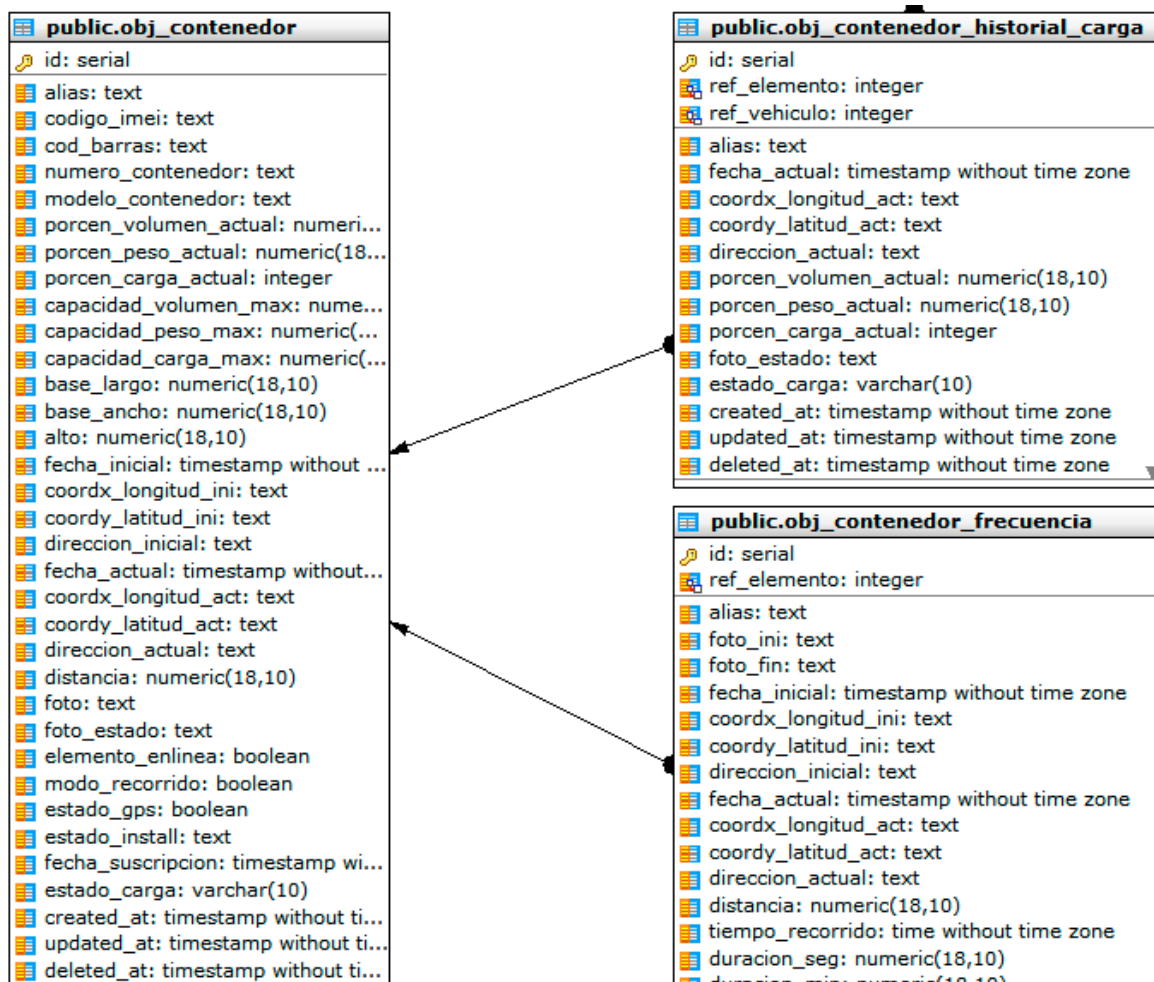 public.obj_contenedor
id: serial
alias: text
codigo_imei: text
cod_barras: text
numero_contenedor: text
modelo_contenedor: text
porcen_volumen_actual: numeri...
porcen_peso_actual: numeric(18...
porcen_carga_actual: integer
capacidad_volumen_max: nume...
capacidad_peso_max: numeric(...
capacidad_carga_max: numeric(...
base_largo: numeric(18,10)
base_ancho: numeric(18,10)
alto: numeric(18,10)
fecha_inicial: timestamp without ...
coordx_longitud_ini: text
coordy_latitud_ini: text
direccion_inicial: text
fecha_actual: timestamp without...
coordx_longitud_act: text
coordy_latitud_act: text
direccion_actual: text
distancia: numeric(18,10)
foto: text
foto_estado: text
elemento_enlinea: boolean
modo_recorrido: boolean
estado_gps: boolean
estado_install: text
fecha_suscripcion: timestamp wi...
estado_carga: varchar(10)
created_at: timestamp without ti...
updated_at: timestamp without ti...
deleted_at: timestamp without ti...
public.obj_contenedor_historial_carga
id: serial
ref_elemento: integer
ref_vehiculo: integer
alias: text
fecha_actual: timestamp without time zone
coordx_longitud_act: text
coordy_latitud_act: text
direccion_actual: text
porcen_volumen_actual: numeric(18,10)
porcen_peso_actual: numeric(18,10)
porcen_carga_actual: integer
foto_estado: text
estado_carga: varchar(10)
created_at: timestamp without time zone
updated_at: timestamp without time zone
deleted_at: timestamp without time zone
public.obj_contenedor_frecuencia
id: serial
ref_elemento: integer
alias: text
foto_ini: text
foto_fin: text
fecha_inicial: timestamp without time zone
coordx_longitud_ini: text
coordy_latitud_ini: text
direccion_inicial: text
fecha_actual: timestamp without time zone
coordx_longitud_act: text
coordy_latitud_act: text
direccion_actual: text
distancia: numeric(18,10)
tiempo_recorrido: time without time zone
duracion_seg: numeric(18,10)
duracion_min: numeric(18,10)